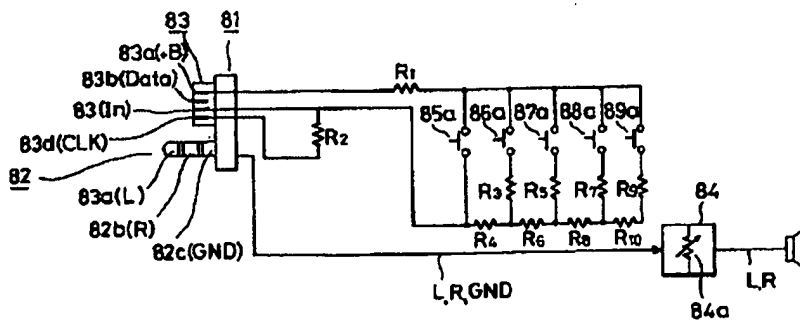 83
81
83a(+B)
83b(Data)
83(In)
83d(CLK)
82
83a(L)
82b(R)
82c(GND)
R1
R2
85a
86a
87a
88a
89a
R3
R5
R7
R9
R4
R6
R8
R10
84
L,R,GND
L,R
84a